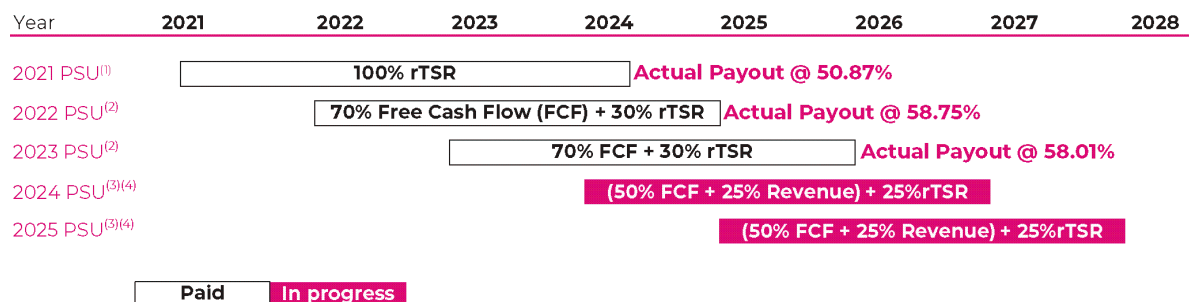 Year 2021 2022 2023 2024 2025 2026 2027 2028
2021 PSU(1) 100% rTSR Actual Payout @ 50.87%
2022 PSU(2) 70% Free Cash Flow (FCF) + 30% rTSR Actual Payout @ 58.75%
2023 PSU(2) 70% FCF + 30% rTSR Actual Payout @ 58.01%
2024 PSU(3)(4) (50% FCF + 25% Revenue) + 25%rTSR
2025 PSU(3)(4) (50% FCF + 25% Revenue) + 25%rTSR
Paid In progress